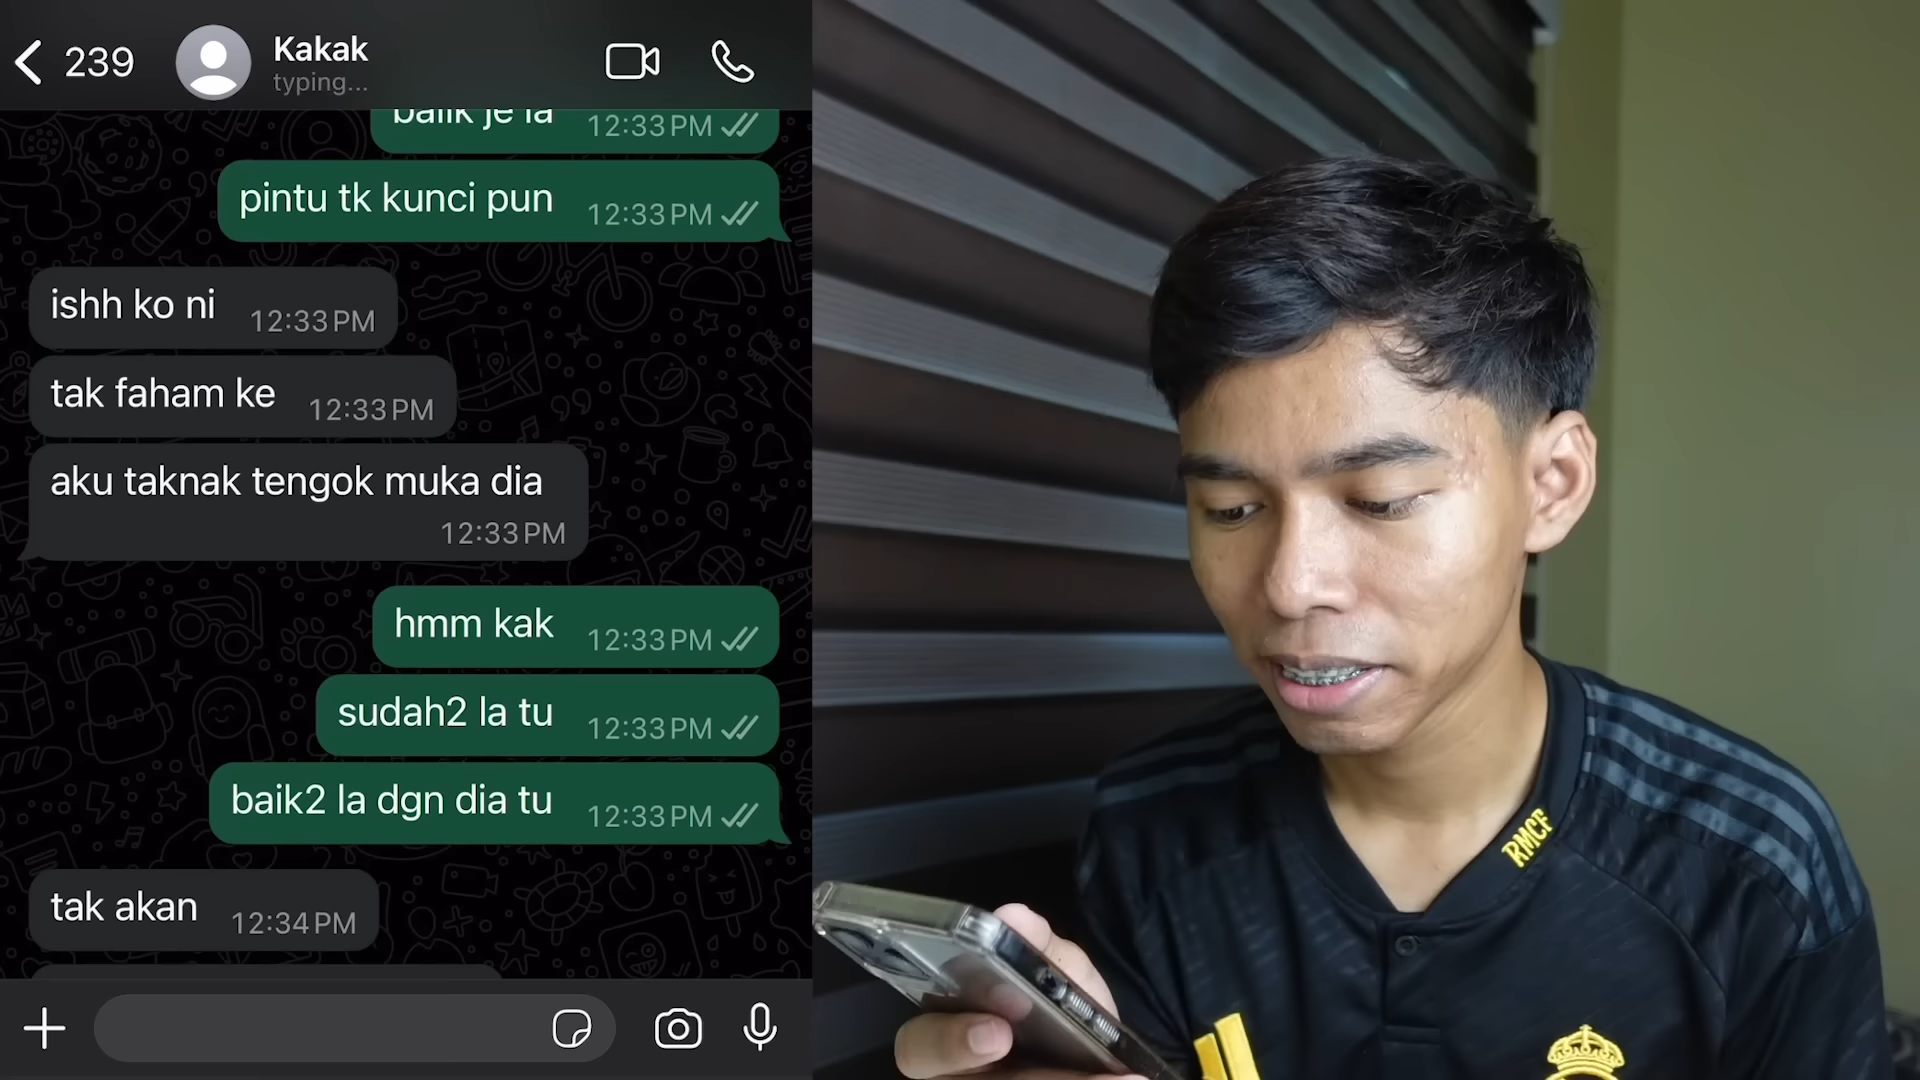 239
Kakak
typing...
balik je la 12:33 PM
pintu tk kunci pun 12:33 PM
ishh ko ni 12:33 PM
tak faham ke 12:33 PM
aku taknak tengok muka dia
12:33 PM
hmm kak 12:33 PM
sudah2 la tu 12:33 PM
baik2 la dgn dia tu 12:33 PM
tak akan 12:34 PM
RMCF